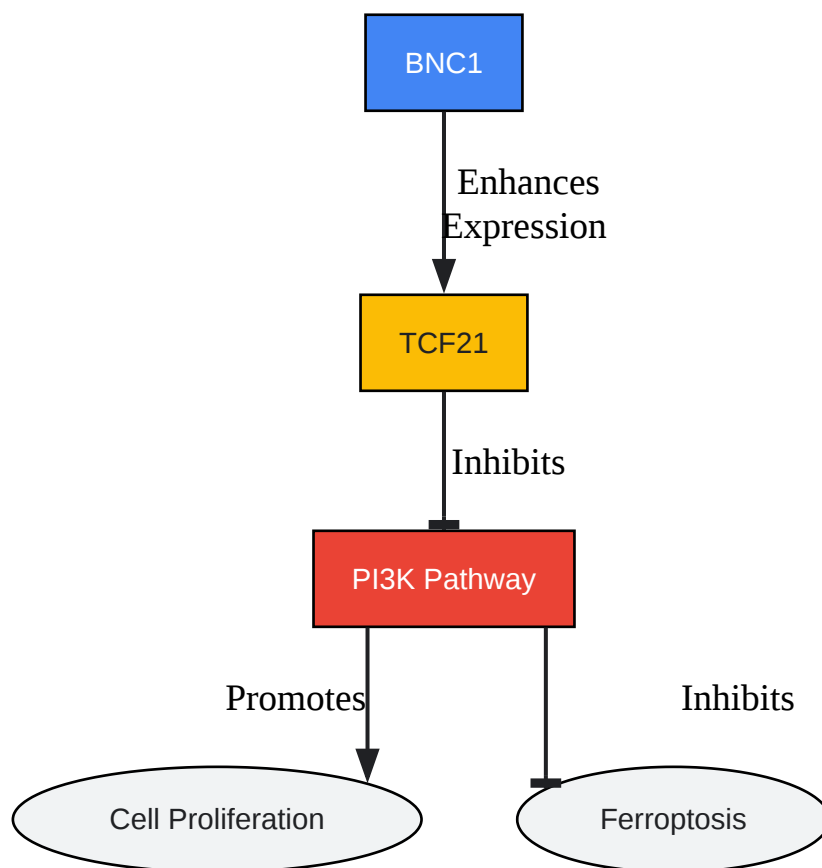 BNC1
Enhances
Expression
TCF21
Inhibits
PI3K Pathway
Promotes
Inhibits
Cell Proliferation
Ferroptosis